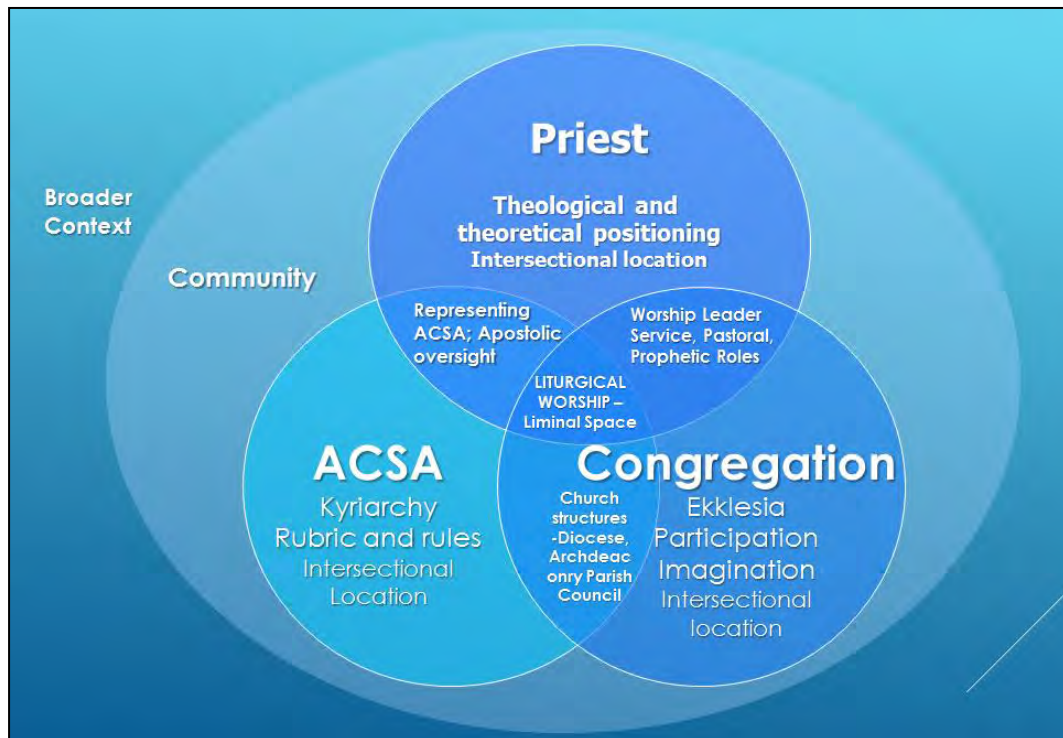 Priest
Theological and
theoretical positioning
Intersectional location
Broader
Context
Community
Representing
ACSA; Apostolic
oversight
Worship Leader
Service, Pastoral,
Prophetic Roles
LITURGICAL
WORSHIP –
Liminal Space
ACSA
Kyriarchy
Rubric and rules
Intersectional
Location
Church
structures
-Diocese,
Archdeac
onry Parish
Council
Congregation
Ekklesia
Participation
Imagination
Intersectional
location